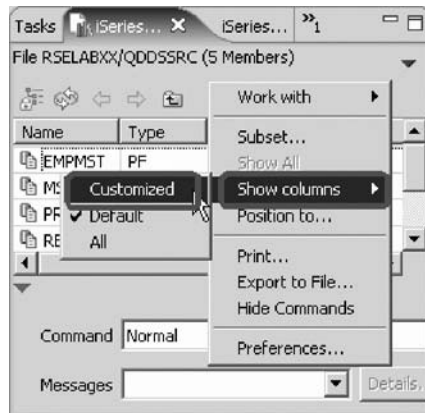 Tasks iSeries... iSeries... »1
File RSELABXX/QDDSSRC (5 Members)
Name Type
EMPMST PF
MS
PR
RE
Work with
Subset...
Show All
Show columns
Position to...
Print...
Export to File...
Hide Commands
Preferences...
Customized
Default
All
Command Normal
Messages Details.